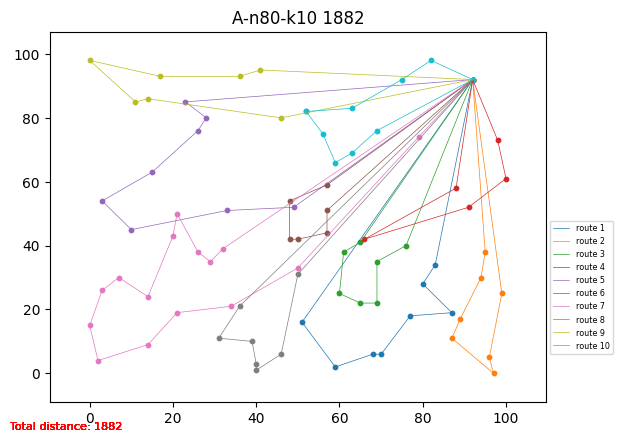 A-n80-k10 1882
100
80
60
40
20
0
0 20 40 60 80 100
route 1
route 2
route 3
route 4
route 5
route 6
route 7
route 8
route 9
route 10
Total distance: 1882